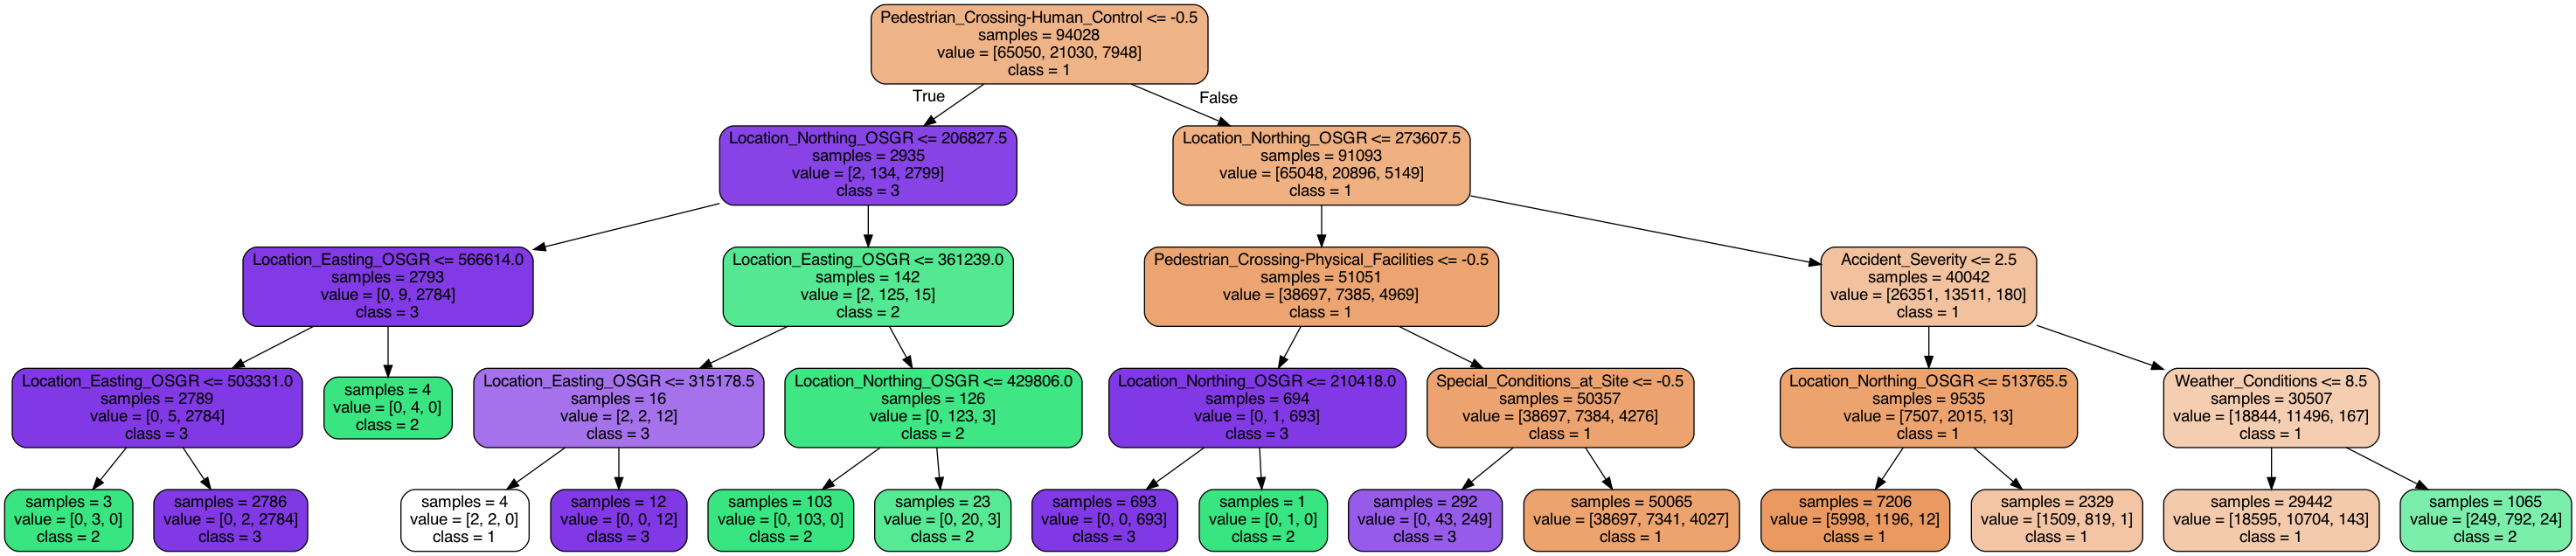 Pedestrian_Crossing-Human_Control <= -0.5
samples = 94028
value = [65050, 21030, 7948]
class = 1
True
False
Location_Northing_OSGR <= 206827.5
samples = 2935
value = [2, 134, 2799]
class = 3
Location_Northing_OSGR <= 273607.5
samples = 91093
value = [65048, 20896, 5149]
class = 1
Location_Easting_OSGR <= 566614.0
samples = 2793
value = [0, 9, 2784]
class = 3
Location_Easting_OSGR <= 361239.0
samples = 142
value = [2, 125, 15]
class = 2
Pedestrian_Crossing-Physical_Facilities <= -0.5
samples = 51051
value = [38697, 7385, 4969]
class = 1
Accident_Severity <= 2.5
samples = 40042
value = [26351, 13511, 180]
class = 1
Location_Easting_OSGR <= 503331.0
samples = 2789
value = [0, 5, 2784]
class = 3
samples = 4
value = [0, 4, 0]
class = 2
Location_Easting_OSGR <= 315178.5
samples = 16
value = [2, 2, 12]
class = 3
Location_Northing_OSGR <= 429806.0
samples = 126
value = [0, 123, 3]
class = 2
Location_Northing_OSGR <= 210418.0
samples = 694
value = [0, 1, 693]
class = 3
Special_Conditions_at_Site <= -0.5
samples = 50357
value = [38697, 7384, 4276]
class = 1
Location_Northing_OSGR <= 513765.5
samples = 9535
value = [7507, 2015, 13]
class = 1
Weather_Conditions <= 8.5
samples = 30507
value = [18844, 11496, 167]
class = 1
samples = 3
value = [0, 3, 0]
class = 2
samples = 2786
value = [0, 2, 2784]
class = 3
samples = 4
value = [2, 2, 0]
class = 1
samples = 12
value = [0, 0, 12]
class = 3
samples = 103
value = [0, 103, 0]
class = 2
samples = 23
value = [0, 20, 3]
class = 2
samples = 693
value = [0, 0, 693]
class = 3
samples = 1
value = [0, 1, 0]
class = 2
samples = 292
value = [0, 43, 249]
class = 3
samples = 50065
value = [38697, 7341, 4027]
class = 1
samples = 7206
value = [5998, 1196, 12]
class = 1
samples = 2329
value = [1509, 819, 1]
class = 1
samples = 29442
value = [18595, 10704, 143]
class = 1
samples = 1065
value = [249, 792, 24]
class = 2